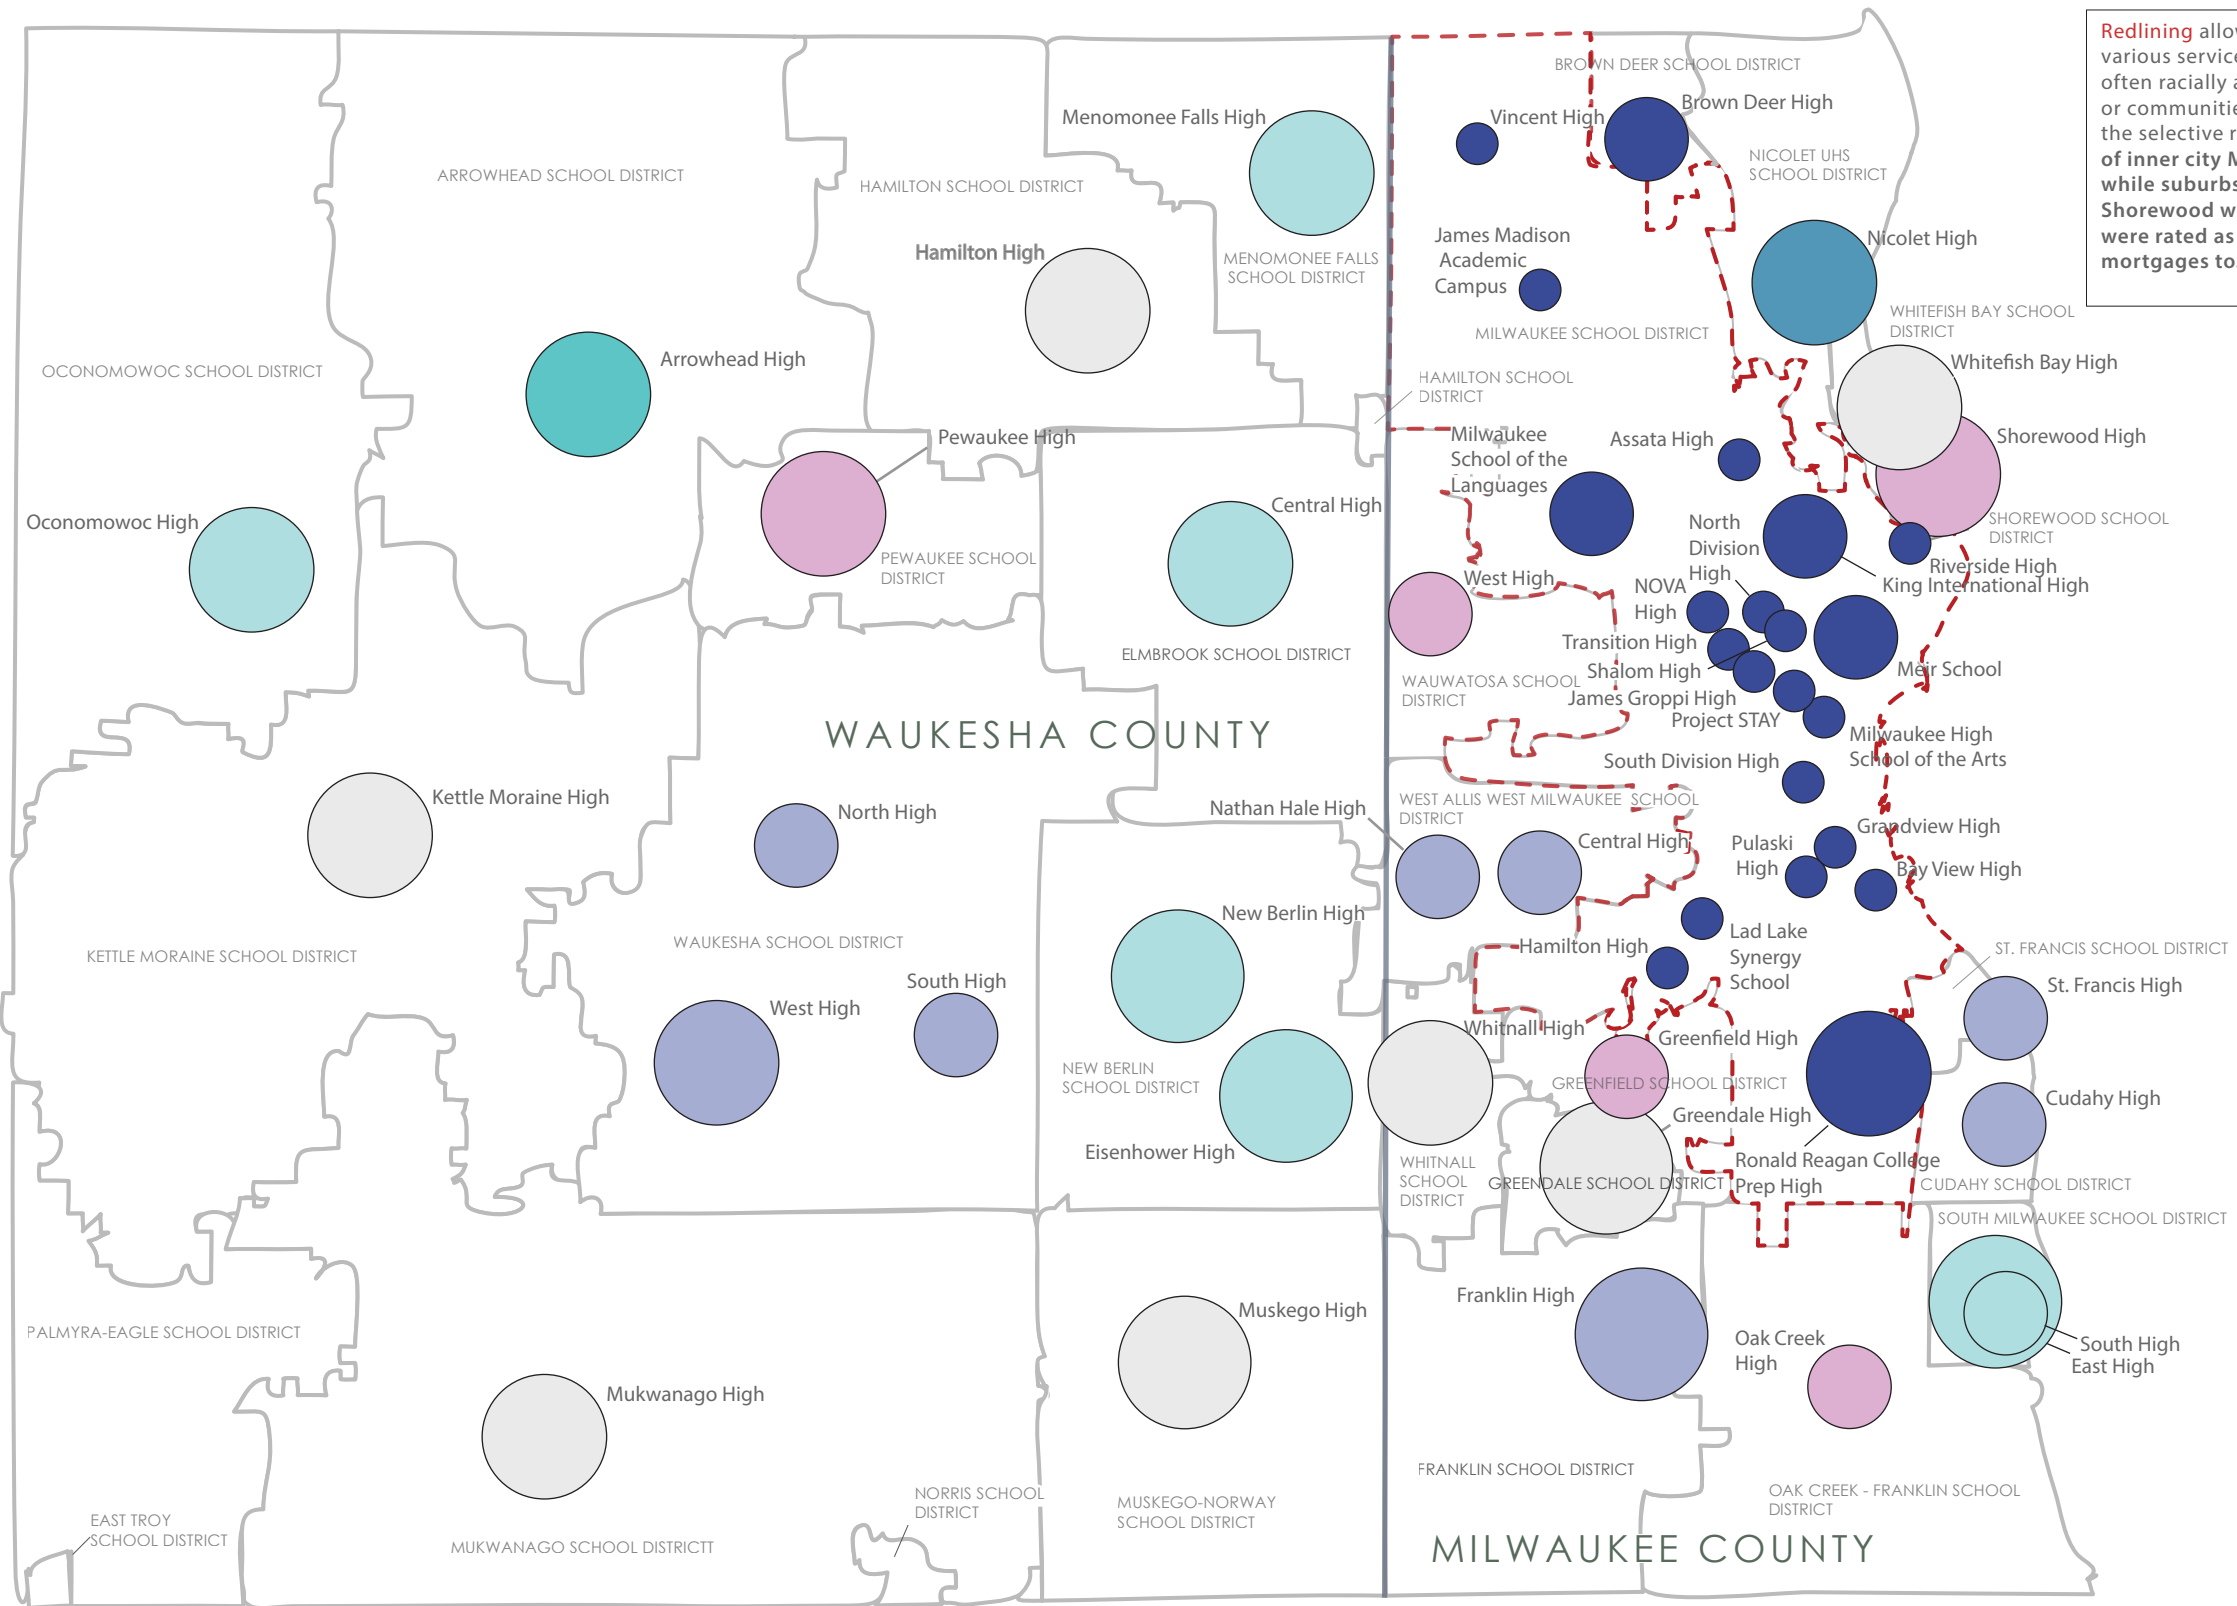 Redlining
various
often racially
or communities
the selective
of inner city
while suburbs
Shorewood
were rated as
mortgages to
BROWN DEER SCHOOL DISTRICT
Menomonee Falls High
Vincent High
Brown Deer High
ARROWHEAD SCHOOL DISTRICT
HAMILTON SCHOOL DISTRICT
NICOLET UHS
SCHOOL DISTRICT
Hamilton High
MENOMONEE FALLS
SCHOOL DISTRICT
James Madison
Academic
Campus
Nicolet High
MILWAUKEE SCHOOL DISTRICT
WHITEFISH BAY SCHOOL
DISTRICT
OCONOMOWOC SCHOOL DISTRICT
Arrowhead High
HAMILTON SCHOOL
DISTRICT
Whitefish Bay High
Pewaukee High
Milwaukee
School of the
Languages
Assata High
Shorewood High
Oconomowoc High
Central High
North
Division
High
SHOREWOOD SCHOOL
DISTRICT
PEWAUKEE SCHOOL
DISTRICT
West High
NOVA
High
Riverside High
King International High
Transition High
ELMBROOK SCHOOL DISTRICT
Shalom High
Meir School
WAUWATOSA SCHOOL
DISTRICT
James Groppi High
Project STAY
WAUKESHA COUNTY
Milwaukee High
School of the Arts
South Division High
Kettle Moraine High
North High
Nathan Hale High
WEST ALLIS WEST MILWAUKEE SCHOOL
DISTRICT
Central High
Pulaski
High
Grandview High
Bay View High
New Berlin High
KETTLE MORAINE SCHOOL DISTRICT
WAUKESHA SCHOOL DISTRICT
Hamilton High
Lad Lake
Synergy
School
ST. FRANCIS SCHOOL DISTRICT
South High
St. Francis High
West High
Whitnall High
Greenfield High
NEW BERLIN
SCHOOL DISTRICT
GREENFIELD SCHOOL DISTRICT
Cudahy High
Greendale High
Eisenhower High
WHITNALL
SCHOOL
DISTRICT
GREENDALE SCHOOL DISTRICT
Ronald Reagan College
Prep High
CUDAHY SCHOOL DISTRICT
SOUTH MILWAUKEE SCHOOL DISTRICT
Franklin High
Muskego High
PALMYRA-EAGLE SCHOOL DISTRICT
Oak Creek
High
South High
East High
Mukwanago High
FRANKLIN SCHOOL DISTRICT
NORRIS SCHOOL
DISTRICT
MUSKEGO-NORWAY
SCHOOL DISTRICT
OAK CREEK - FRANKLIN SCHOOL
DISTRICT
EAST TROY
SCHOOL DISTRICT
MUKWANAGO SCHOOL DISTRICTT
MILWAUKEE COUNTY